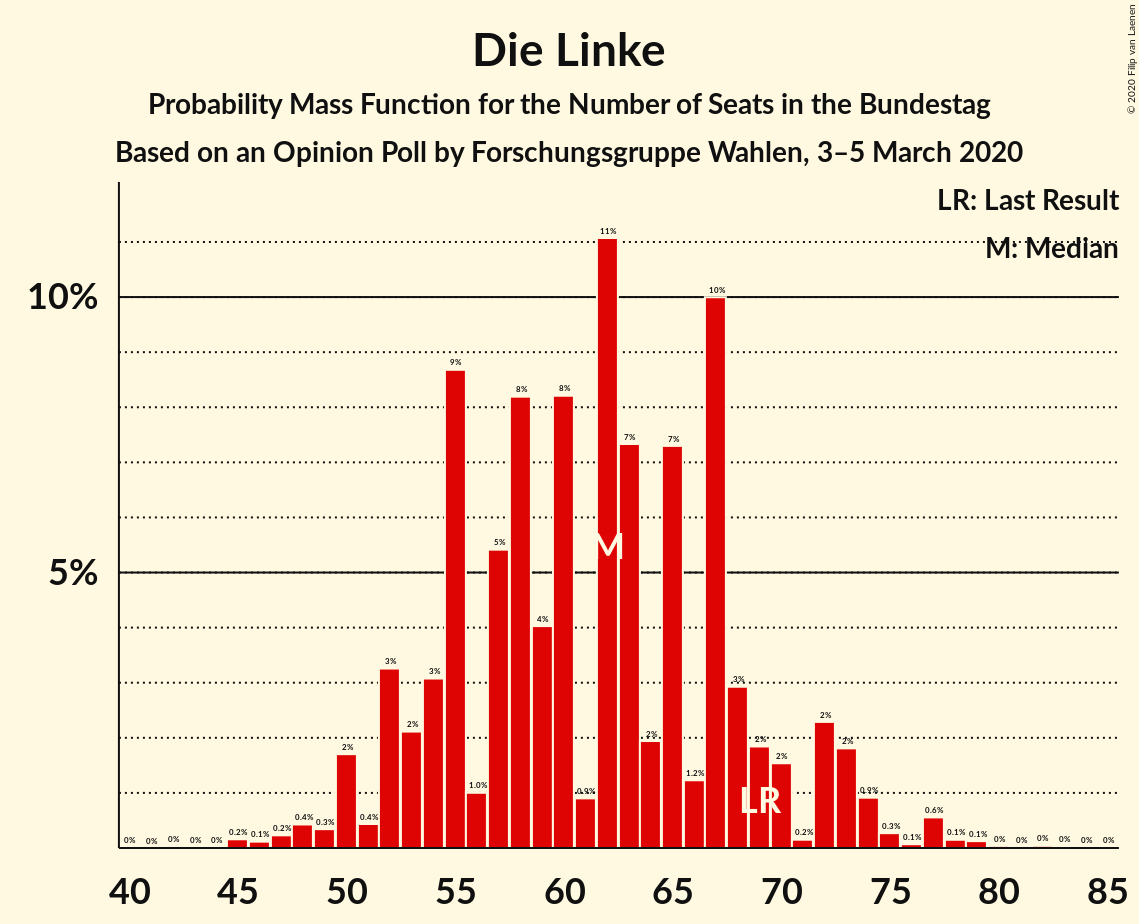 Die Linke
Probability Mass Function for the Number of Seats in the Bundestag
Based on an Opinion Poll by Forschungsgruppe Wahlen, 3–5 March 2020
© 2020 Filip van Laenen
LR: Last Result
M: Median
10%
5%
0% 0% 0% 0% 0% 0.2% 0.1% 0.2% 0.4% 0.3% 2% 0.4% 3% 2% 3% 9% 1.0% 5% 8% 4% 8% 0.9% 11% 7% 2% 7% 1.2% 10% 3% 2% 2% 0.2% 2% 2% 0.9% 0.3% 0.1% 0.6% 0.1% 0.1% 0% 0% 0% 0% 0% 0%
M
LR
40 45 50 55 60 65 70 75 80 85